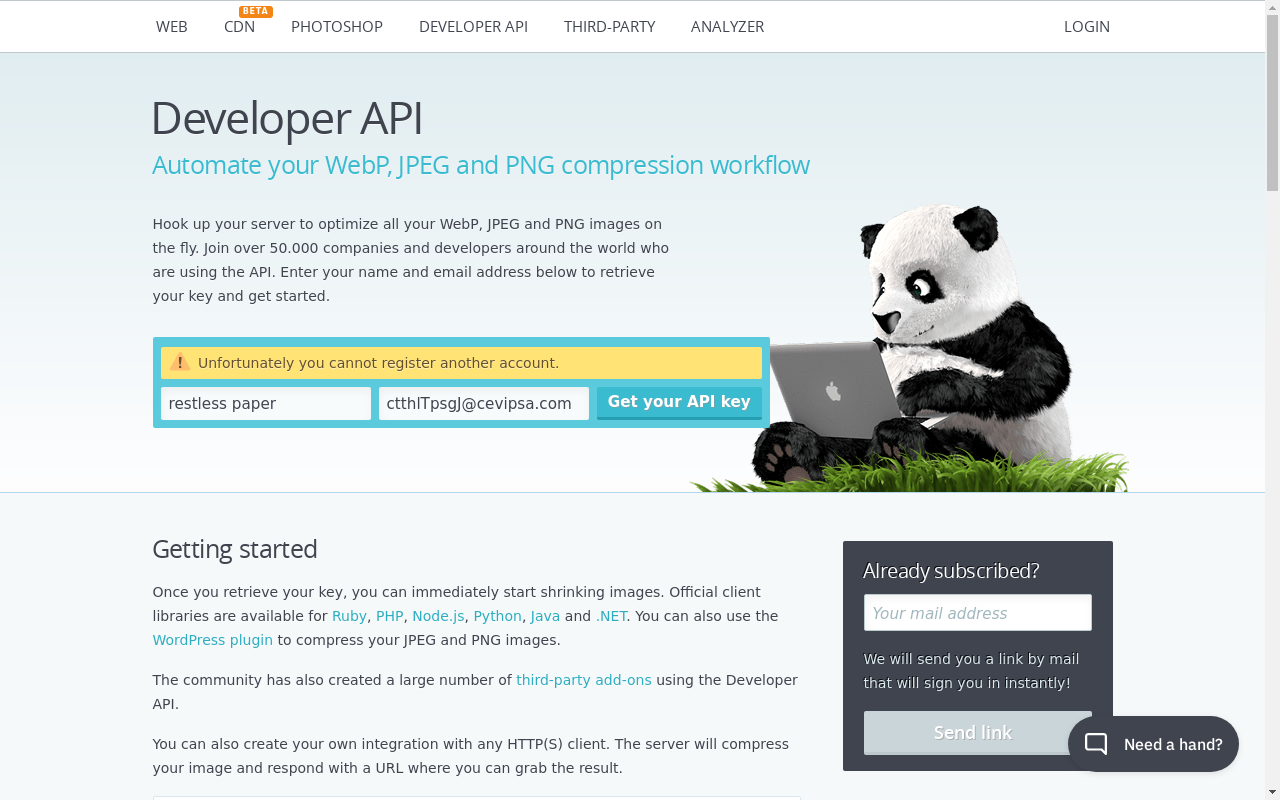 WEB
CDN
BETA
PHOTOSHOP
DEVELOPER API
THIRD-PARTY
ANALYZER
LOGIN
Developer API
Automate your WebP, JPEG and PNG compression workflow
Hook up your server to optimize all your WebP, JPEG and PNG images on
the fly. Join over 50.000 companies and developers around the world who
are using the API. Enter your name and email address below to retrieve
your key and get started.
Unfortunately you cannot register another account.
restless paper
ctthlTpsgJ@cevipsa.com
Get your API key
Getting started
Once you retrieve your key, you can immediately start shrinking images. Official client
libraries are available for Ruby, PHP, Node.js, Python, Java and .NET. You can also use the
WordPress plugin to compress your JPEG and PNG images.
The community has also created a large number of third-party add-ons using the Developer
API.
You can also create your own integration with any HTTP(S) client. The server will compress
your image and respond with a URL where you can grab the result.
Already subscribed?
Your mail address
We will send you a link by mail
that will sign you in instantly!
Send link
Need a hand?